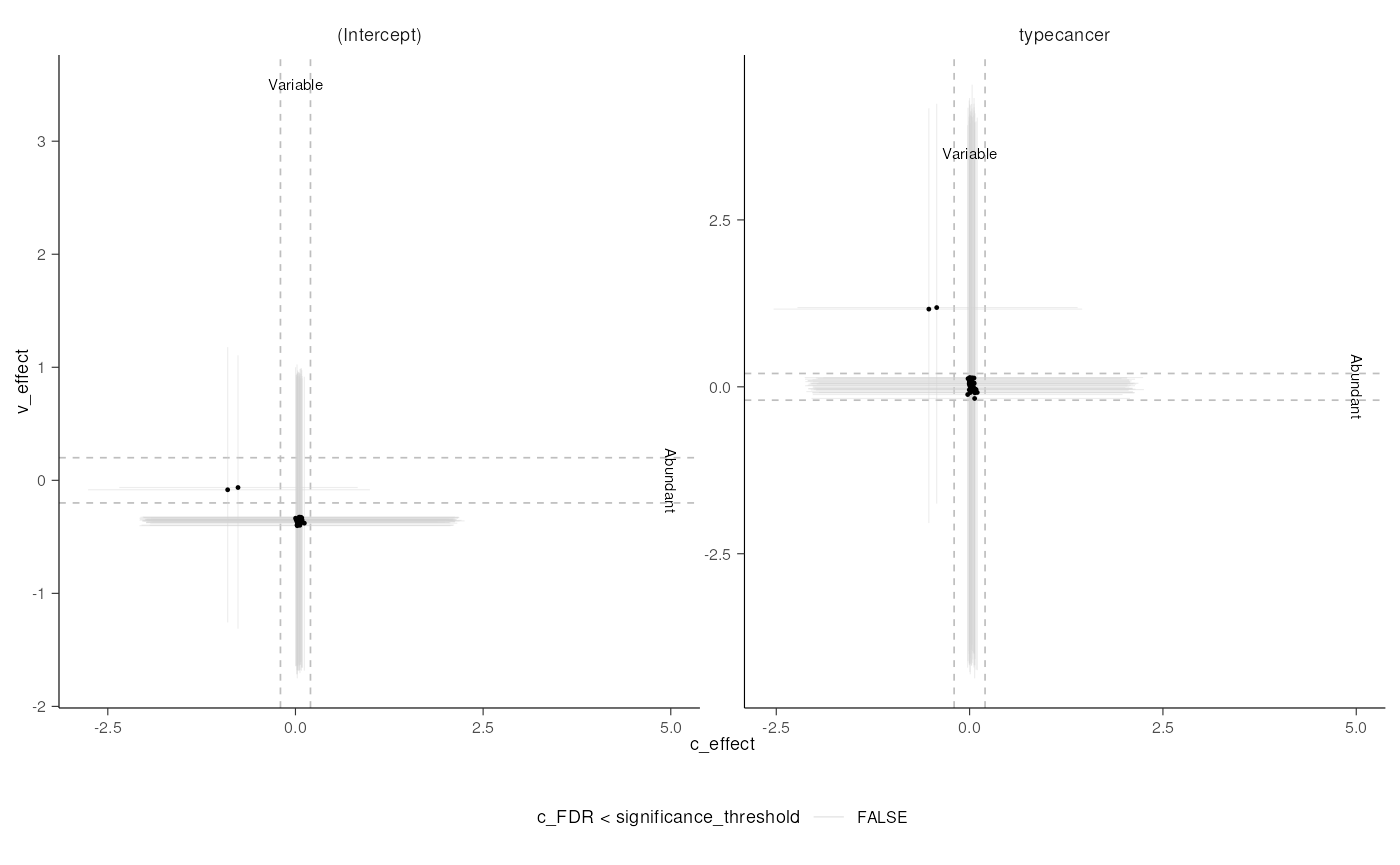 (Intercept)
typecancer
Variable
Variable
v_effect
3
2
1
0
-1
-2
Abundant
2.5
0.0
-2.5
Abundant
-2.5
0.0
2.5
5.0
-2.5
0.0
2.5
5.0
c_effect
c_FDR < significance_threshold
FALSE